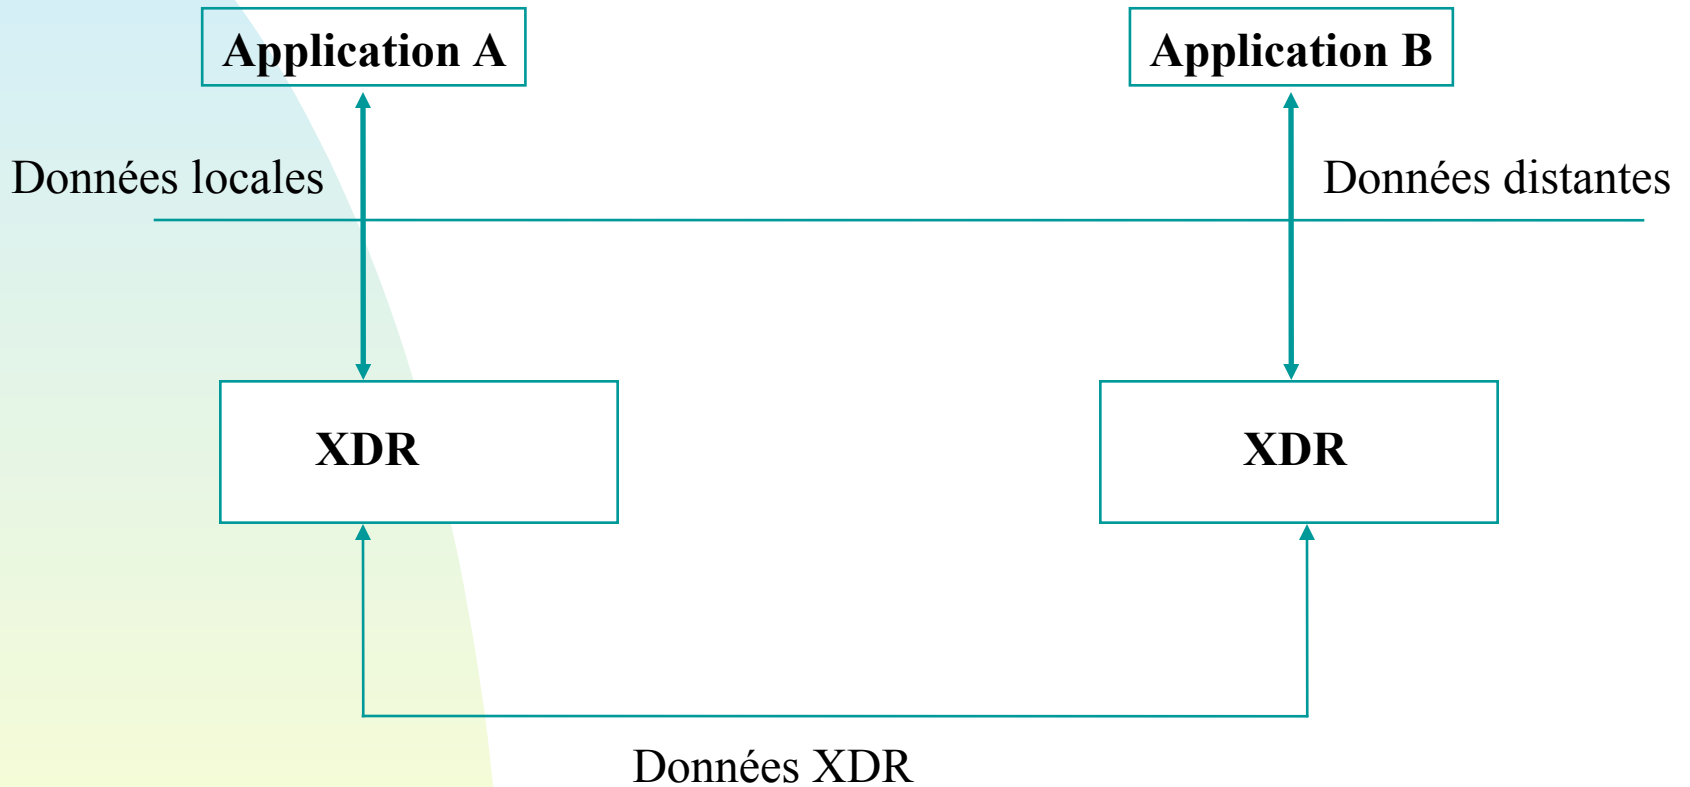 Application A
Application B
Données locales
Données distantes
XDR
XDR
Données XDR